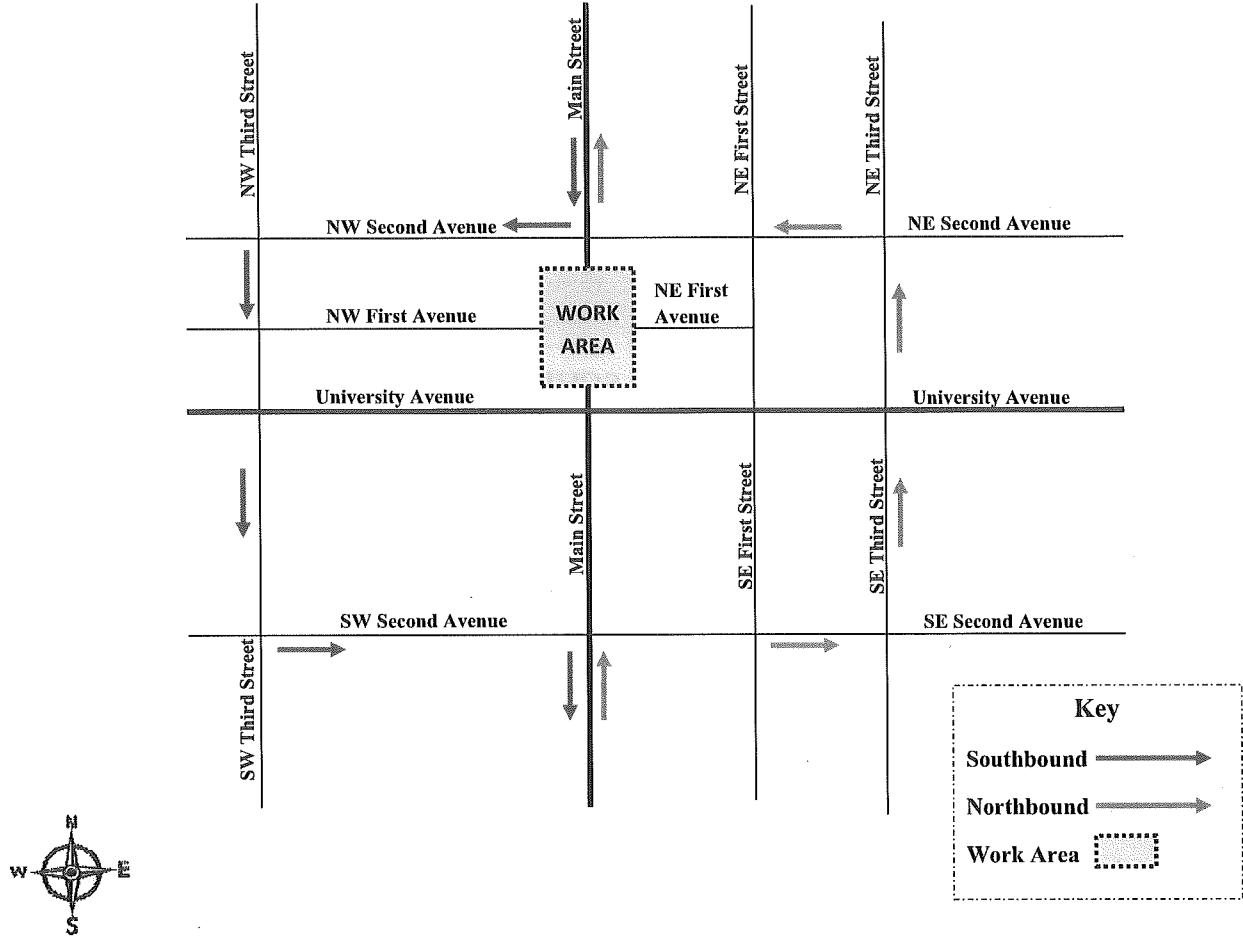 NW Third Street
Main Street
NE First Street
NE Third Street
NW Second Avenue
NE Second Avenue
NE First
Avenue
WORK
AREA
NW First Avenue
University Avenue
University Avenue
Main Street
SE First Street
SE Third Street
SW Second Avenue
SE Second Avenue
SW Third Street
Key
Southbound
Northbound
Work Area
N
W
E
S